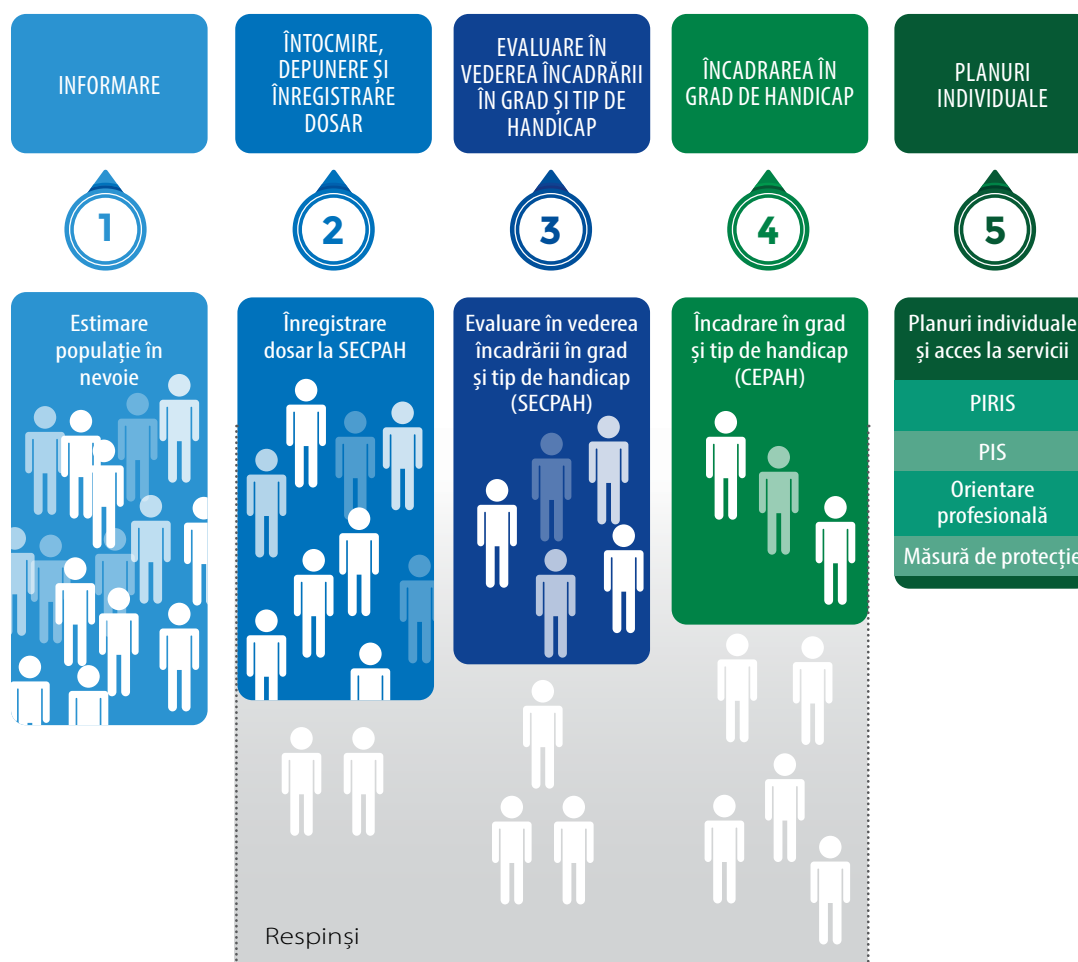 INFORMARE
ÎNTOCMIRE,
DEPUNERE ȘI
ÎNREGISTRARE
DOSAR
EVALUARE ÎN
VEDEREA ÎNCADRĂRII
ÎN GRAD ȘI TIP DE
HANDICAP
ÎNCADRAREA ÎN
GRAD DE HANDICAP
PLANURI
INDIVIDUALE
1
2
3
4
5
Estimare
populație în
nevoie
Înregistrare
dosar la SECPAH
Evaluare în vederea
încadrării în grad
și tip de handicap
(SECPAH)
Încadrare în grad
și tip de handicap
(CEPAH)
Planuri individuale
și acces la servicii
PIRIS
PIS
Orientare
profesională
Măsură de protecție
Respinși